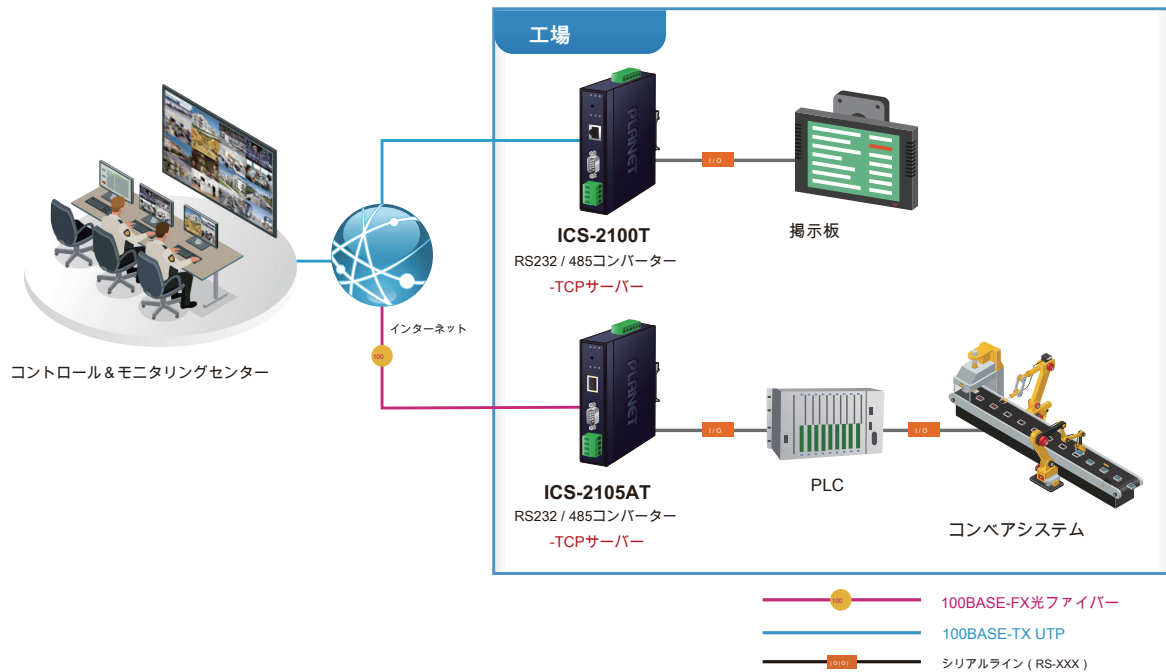 工場
PLANET
I/O
掲示板
ICS-2100T
RS232 / 485コンバーター
-TCPサーバー
インターネット
100
コントロール＆モニタリングセンター
PLANET
I/O
I/O
PLC
コンベアシステム
ICS-2105AT
RS232 / 485コンバーター
-TCPサーバー
100
100BASE-FX光ファイバー
100BASE-TX UTP
|O|O|
シリアルライン ( RS-XXX )